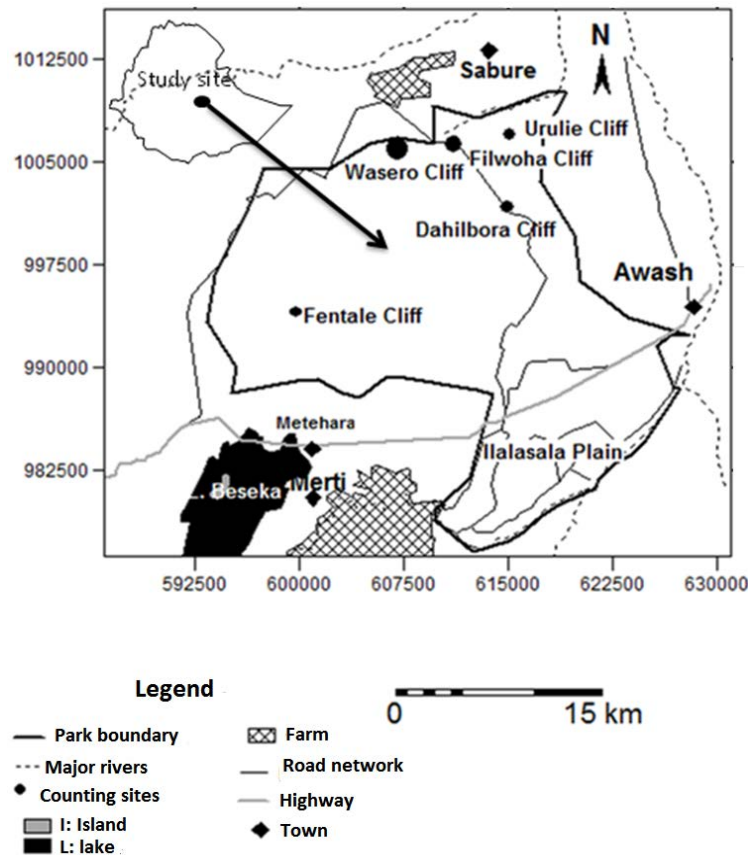 1012500
1005000
997500
990000
982500
592500 600000 607500 615000 622500 630000
N
Sabure
Study site
Urulie Cliff
Wasero Cliff
Filwoha Cliff
Dahilbora Cliff
Awash
Fentale Cliff
Metehara
Ilalasala Plain
L. Beseka
Merti
Legend
0 15 km
Park boundary
Farm
Major rivers
Road network
Counting sites
Highway
I: Island
Town
L: lake